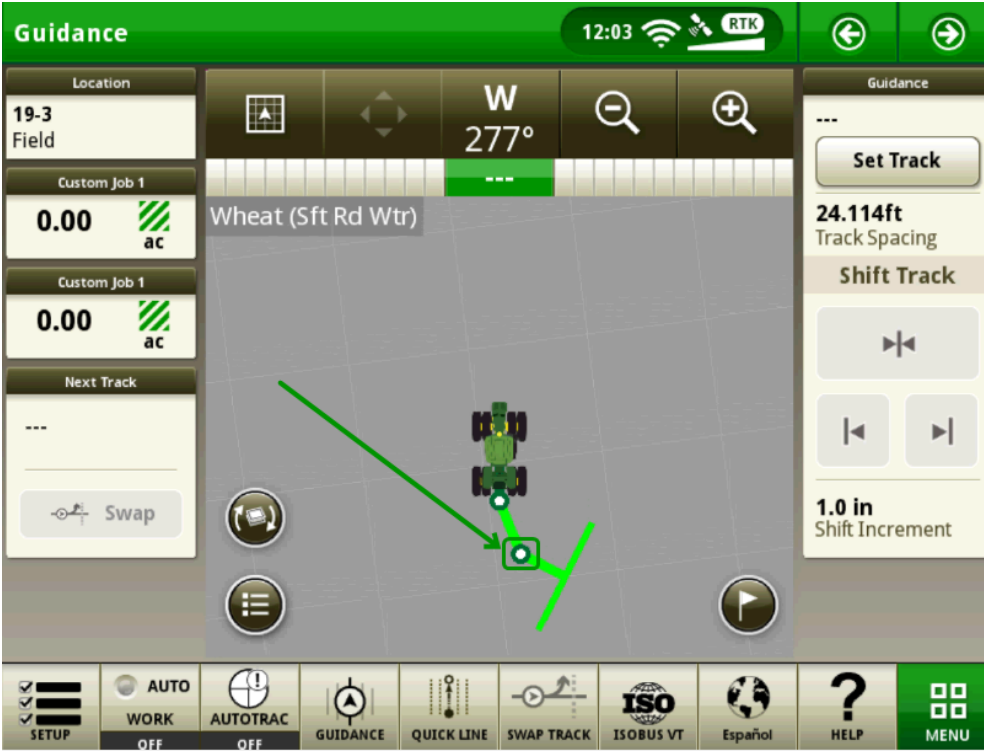 Guidance
12:03
RTK
Location
19-3
Field
Custom Job 1
0.00
ac
Custom Job 1
0.00
ac
Next Track
---
Swap
W
277°
---
Wheat (Sft Rd Wtr)
Guidance
---
Set Track
24.114ft
Track Spacing
Shift Track
1.0 in
Shift Increment
SETUP
AUTO
WORK
OFF
AUTOTRAC
OFF
GUIDANCE
QUICK LINE
SWAP TRACK
ISO
ISOBUS VT
Español
?
HELP
MENU